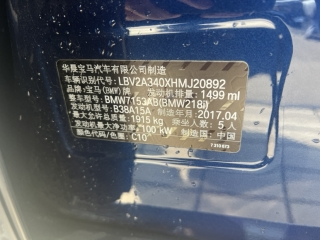 华晨宝马汽车有限公司制造
车辆识别代号: LBV2A340XHMJ20892
品牌: 宝马(BMW)牌 发动机排量: 1499 ml
整车型号: BMW7153AB(BMW218i)
发动机型号: B38A15A 制造年月: 2017.04
最大允许总质量: 1915 kg 乘坐人数: 5 人
发动机最大净功率: 100 kW 制造国: 中国
C10
7 310 073